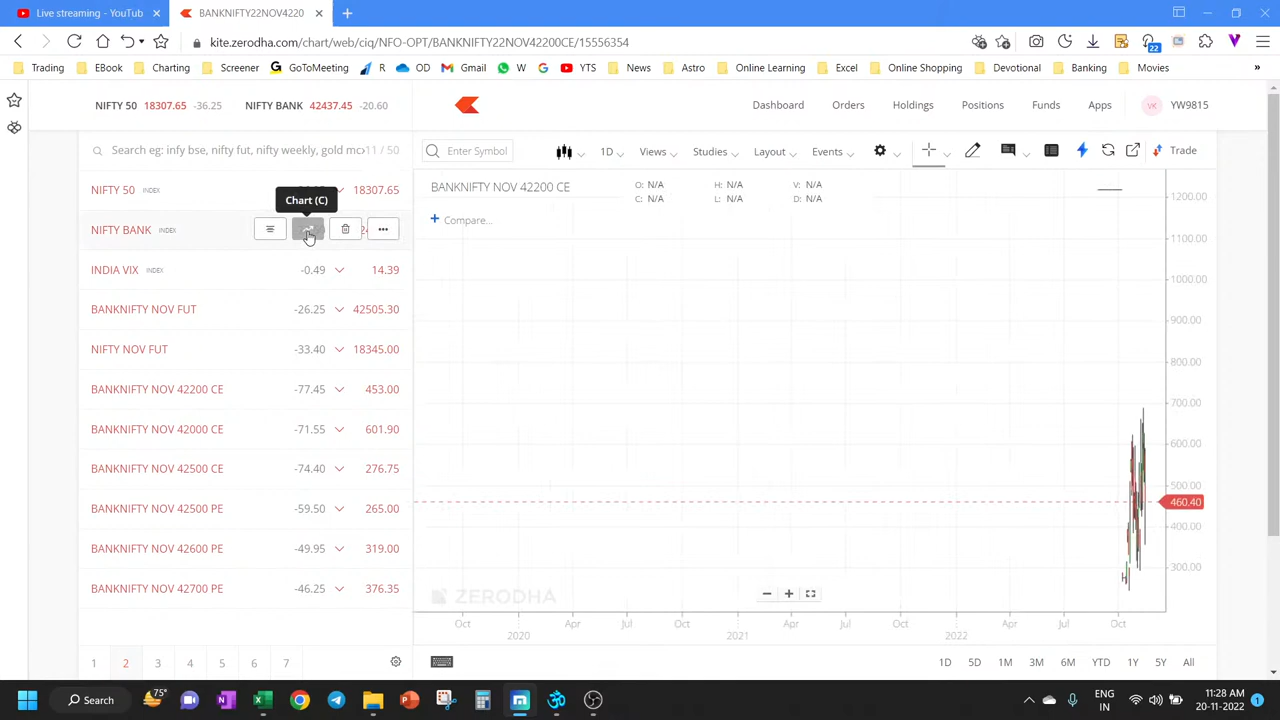 Live streaming - YouTub
BANKNIFTY22NOV4220
kite.zerodha.com/chart/web/ciq/NFO-OPT/BANKNIFTY22NOV42200CE/15556354
22
Trading EBook Charting Screener GoToMeeting R OD Gmail W YTS News Astro Online Learning Excel Online Shopping Devotional Banking Movies
NIFTY 50 18307.65 -36.25 NIFTY BANK 42437.45 -20.60
Dashboard Orders Holdings Positions Funds Apps VK YW9815
Search eg: infy bse, nifty fut, nifty weekly, gold mc 11 / 50
NIFTY 50 INDEX 18307.65
Chart (C)
NIFTY BANK INDEX
INDIA VIX INDEX -0.49 14.39
BANKNIFTY NOV FUT -26.25 42505.30
NIFTY NOV FUT -33.40 18345.00
BANKNIFTY NOV 42200 CE -77.45 453.00
BANKNIFTY NOV 42000 CE -71.55 601.90
BANKNIFTY NOV 42500 CE -74.40 276.75
BANKNIFTY NOV 42500 PE -59.50 265.00
BANKNIFTY NOV 42600 PE -49.95 319.00
BANKNIFTY NOV 42700 PE -46.25 376.35
1 2 3 4 5 6 7
Enter Symbol 1D Views Studies Layout Events Trade
BANKNIFTY NOV 42200 CE O: N/A H: N/A V: N/A
C: N/A L: N/A D: N/A
Compare...
1200.00
1100.00
1000.00
900.00
800.00
700.00
600.00
500.00
460.40
400.00
300.00
ZERODHA
Oct 2020 Apr Jul Oct 2021 Apr Jul Oct 2022 Apr Jul Oct
1D 5D 1M 3M 6M YTD 1Y 5Y All
Search 75° ENG IN 11:28 AM 20-11-2022 1